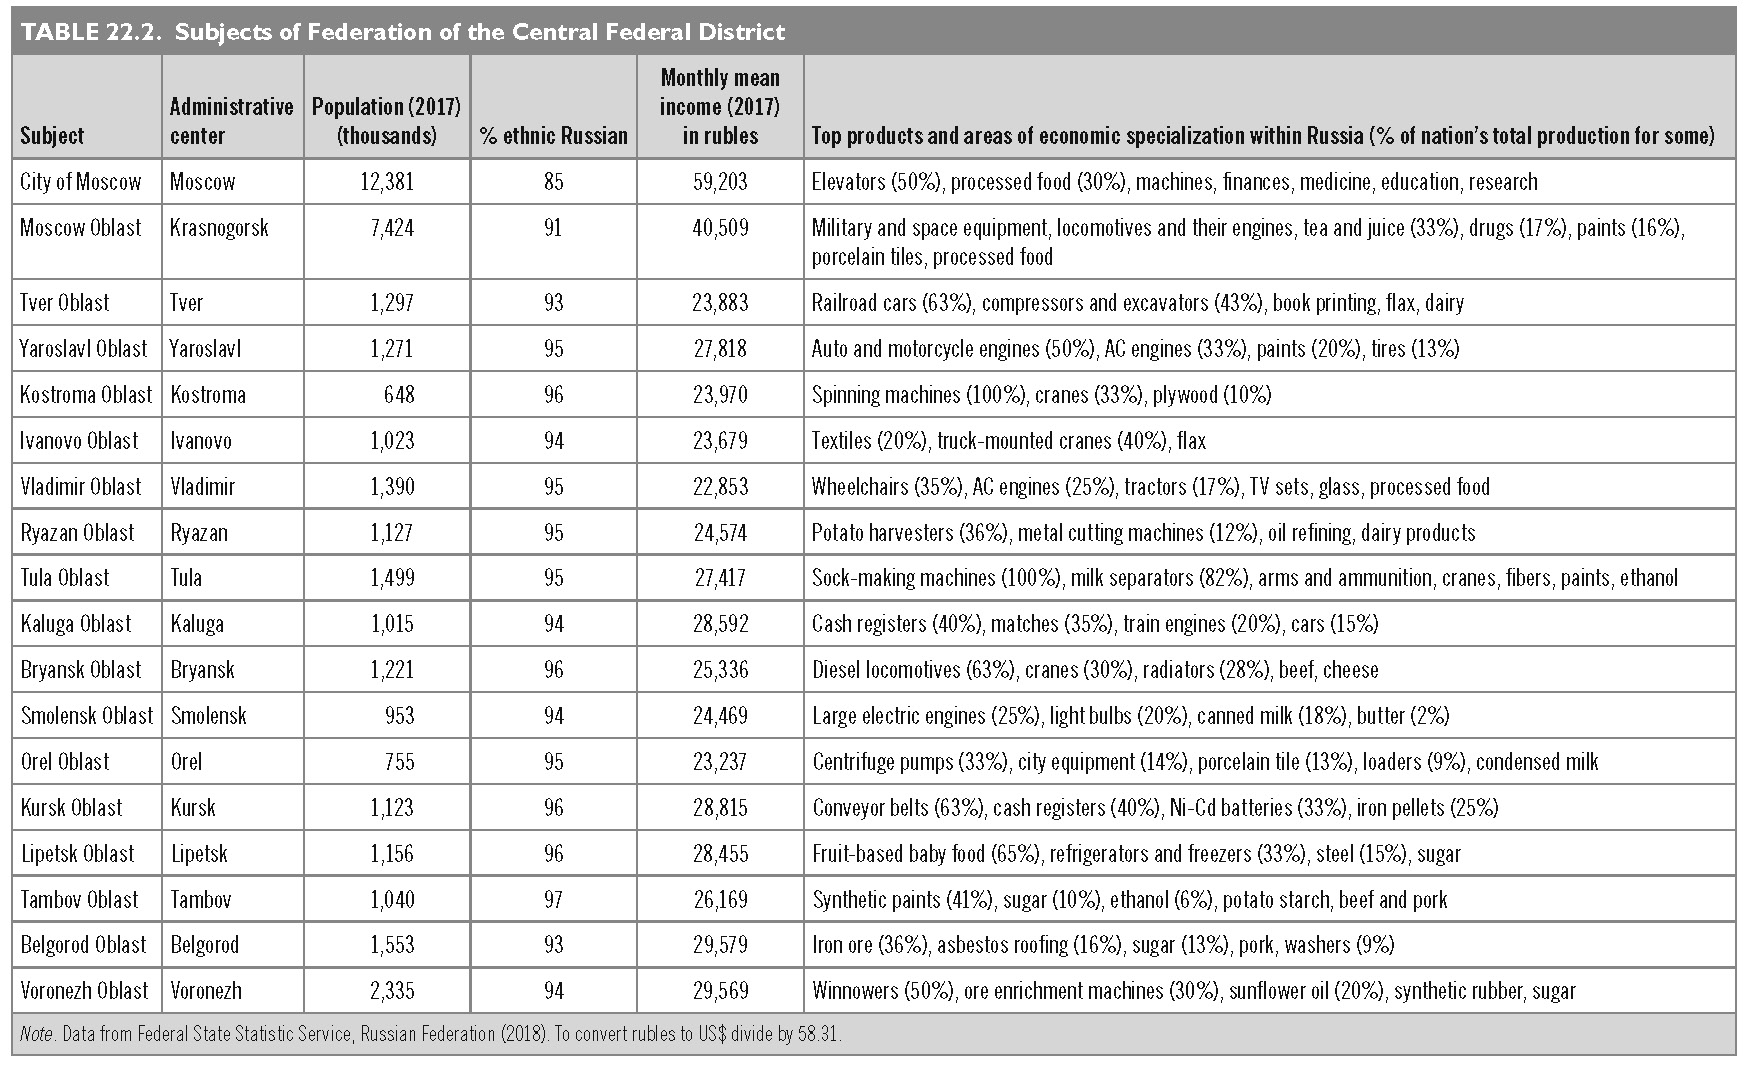 TABLE 22.2. Subjects of Federation of the Central Federal District
Subject Administrative center Population (2017) (thousands) % ethnic Russian Monthly mean income (2017) in rubles Top products and areas of economic specialization within Russia (% of nation's total production for some)
City of Moscow Moscow 12,381 85 59,203 Elevators (50%), processed food (30%), machines, finances, medicine, education, research
Moscow Oblast Krasnogorsk 7,424 91 40,509 Military and space equipment, locomotives and their engines, tea and juice (33%), drugs (17%), paints (16%),
porcelain tiles, processed food
Tver Oblast Tver 1,297 93 23,883 Railroad cars (63%), compressors and excavators (43%), book printing, flax, dairy
Yaroslavl Oblast Yaroslavl 1,271 95 27,818 Auto and motorcycle engines (50%), AC engines (33%), paints (20%), tires (13%)
Kostroma Oblast Kostroma 648 96 23,970 Spinning machines (100%), cranes (33%), plywood (10%)
Ivanovo Oblast Ivanovo 1,023 94 23,679 Textiles (20%), truck-mounted cranes (40%), flax
Vladimir Oblast Vladimir 1,390 95 22,853 Wheelchairs (35%), AC engines (25%), tractors (17%), TV sets, glass, processed food
Ryazan Oblast Ryazan 1,127 95 24,574 Potato harvesters (36%), metal cutting machines (12%), oil refining, dairy products
Tula Oblast Tula 1,499 95 27,417 Sock-making machines (100%), milk separators (82%), arms and ammunition, cranes, fibers, paints, ethanol
Kaluga Oblast Kaluga 1,015 94 28,592 Cash registers (40%), matches (35%), train engines (20%), cars (15%)
Bryansk Oblast Bryansk 1,221 96 25,336 Diesel locomotives (63%), cranes (30%), radiators (28%), beef, cheese
Smolensk Oblast Smolensk 953 94 24,469 Large electric engines (25%), light bulbs (20%), canned milk (18%), butter (2%)
Orel Oblast Orel 755 95 23,237 Centrifuge pumps (33%), city equipment (14%), porcelain tile (13%), loaders (9%), condensed milk
Kursk Oblast Kursk 1,123 96 28,815 Conveyor belts (63%), cash registers (40%), Ni-Cd batteries (33%), iron pellets (25%)
Lipetsk Oblast Lipetsk 1,156 96 28,455 Fruit-based baby food (65%), refrigerators and freezers (33%), steel (15%), sugar
Tambov Oblast Tambov 1,040 97 26,169 Synthetic paints (41%), sugar (10%), ethanol (6%), potato starch, beef and pork
Belgorod Oblast Belgorod 1,553 93 29,579 Iron ore (36%), asbestos roofing (16%), sugar (13%), pork, washers (9%)
Voronezh Oblast Voronezh 2,335 94 29,569 Winnowers (50%), ore enrichment machines (30%), sunflower oil (20%), synthetic rubber, sugar
Note. Data from Federal State Statistic Service, Russian Federation (2018). To convert rubles to US$ divide by 58.31.